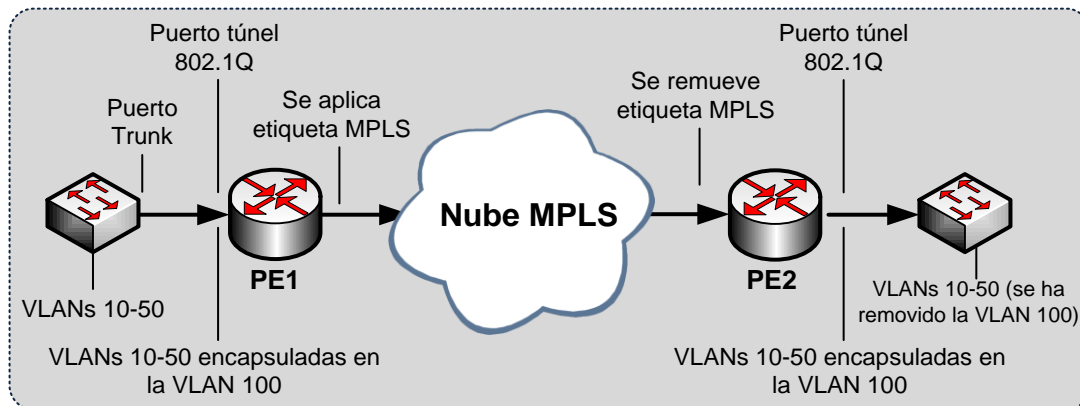 Puerto túnel
802.1Q
Puerto
Trunk
Se aplica
etiqueta MPLS
Se remueve
etiqueta MPLS
Puerto túnel
802.1Q
Nube MPLS
PE1
PE2
VLANs 10-50
VLANs 10-50 (se ha
removido la VLAN 100)
VLANs 10-50 encapsuladas en
la VLAN 100
VLANs 10-50 encapsuladas en
la VLAN 100